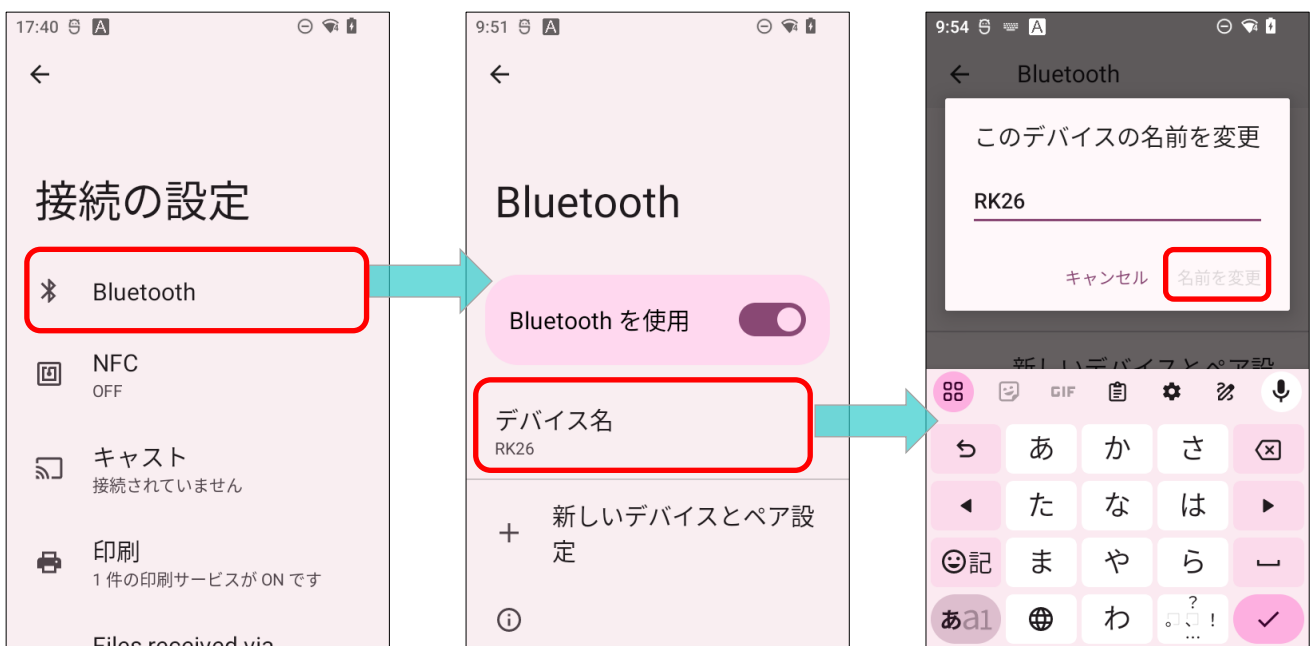 17:40
A
接続の設定
Bluetooth
NFC
OFF
キャスト
接続されていません
印刷
1 件の印刷サービスが ON です
Files received via
9:51
A
Bluetooth
Bluetooth を使用
デバイス名
RK26
新しいデバイスとペア設
定
9:54
A
Bluetooth
このデバイスの名前を変更
RK26
キャンセル 名前を変更
新しいデバイスとペア設
GIF
あ か さ
た な は
記 ま や ら
あa1 わ 。、?!…